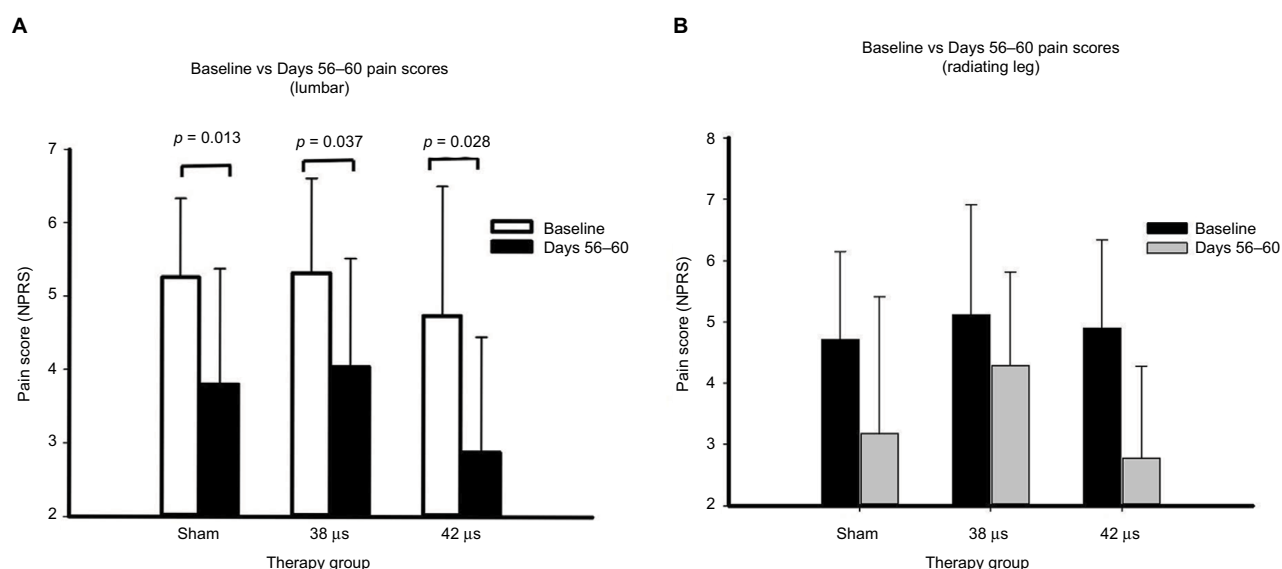 A
Baseline vs Days 56–60 pain scores
(lumbar)
p = 0.013
p = 0.037
p = 0.028
7
6
5
4
3
2
Pain score (NPRS)
Baseline
Days 56–60
Sham
38 µs
42 µs
Therapy group
B
Baseline vs Days 56–60 pain scores
(radiating leg)
8
7
6
5
4
3
2
Pain score (NPRS)
Baseline
Days 56–60
Sham
38 µs
42 µs
Therapy group